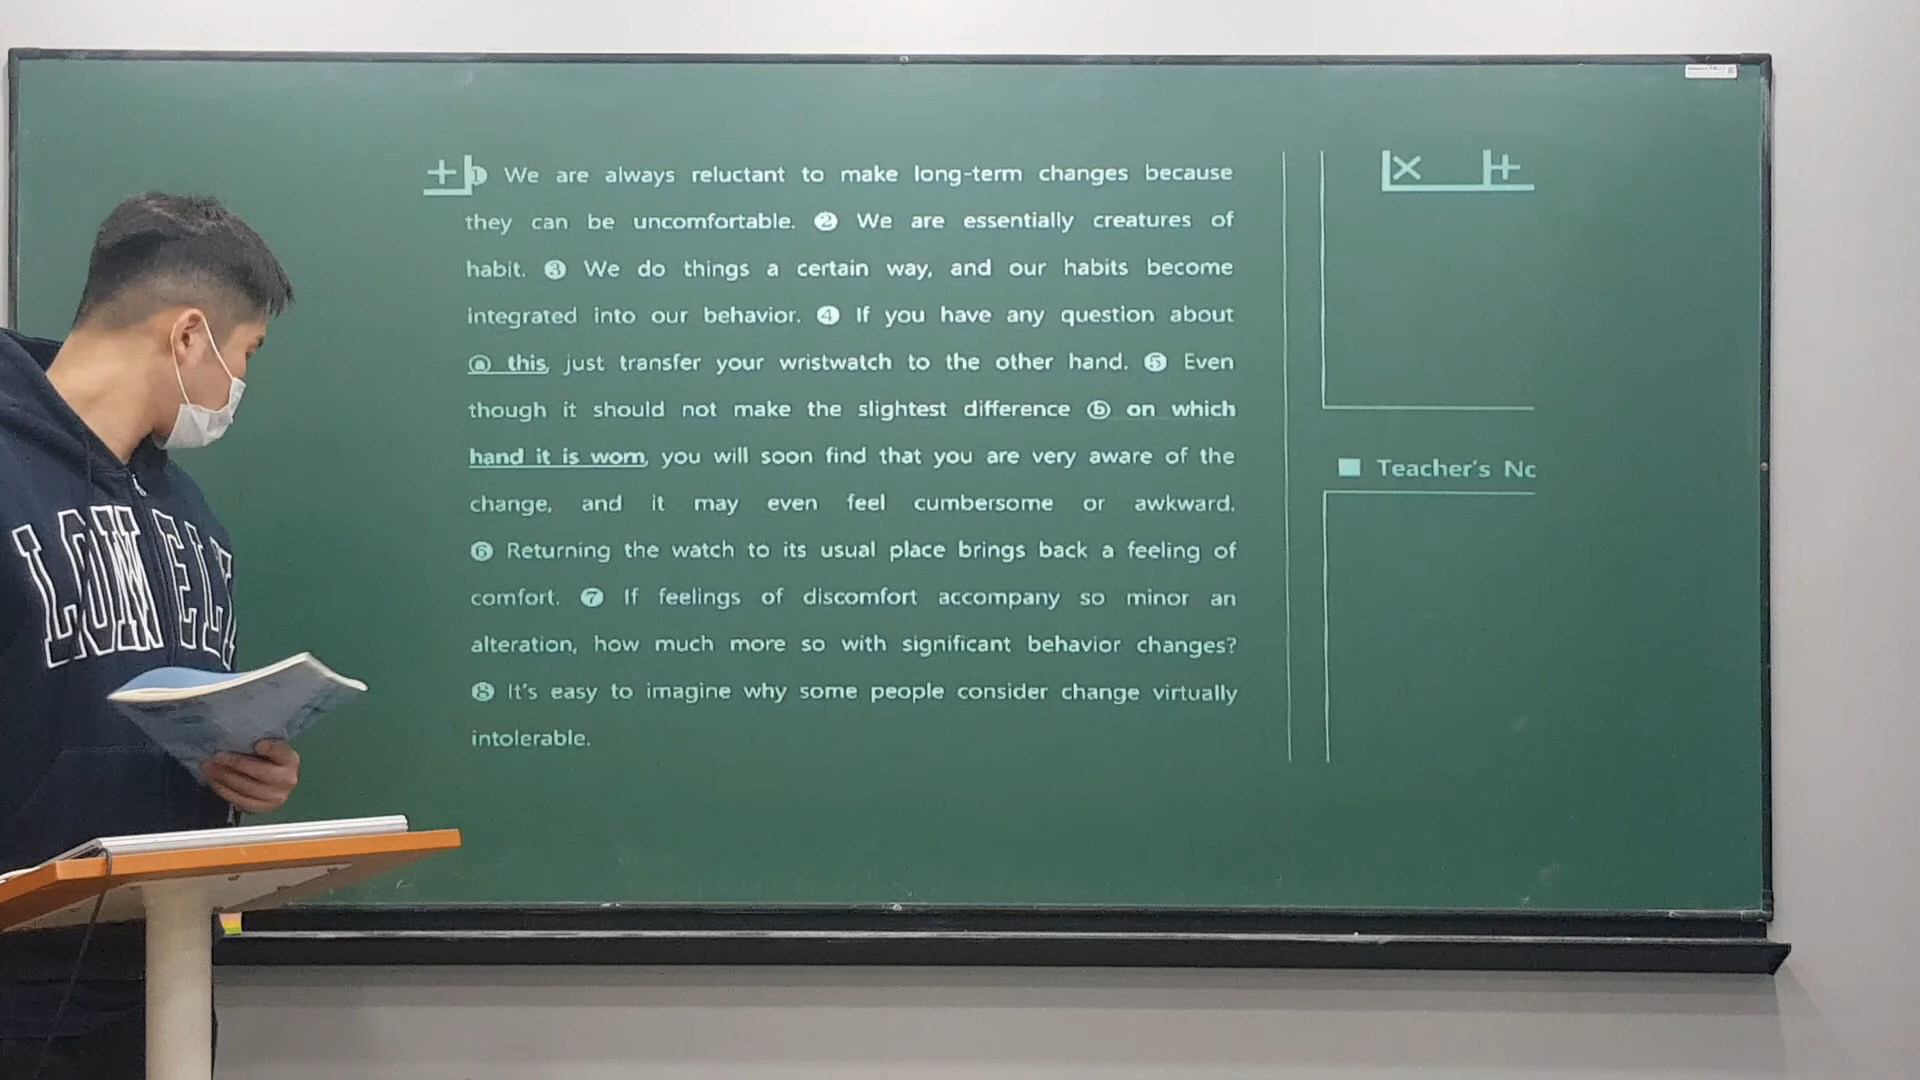 ① We are always reluctant to make long-term changes because
they can be uncomfortable. ② We are essentially creatures of
habit. ③ We do things a certain way, and our habits become
integrated into our behavior. ④ If you have any question about
ⓐ this, just transfer your wristwatch to the other hand. ⑤ Even
though it should not make the slightest difference ⓑ on which
hand it is worn, you will soon find that you are very aware of the
change, and it may even feel cumbersome or awkward.
⑥ Returning the watch to its usual place brings back a feeling of
comfort. ⑦ If feelings of discomfort accompany so minor an
alteration, how much more so with significant behavior changes?
⑧ It's easy to imagine why some people consider change virtually
intolerable.
■ Teacher's
LOWELL